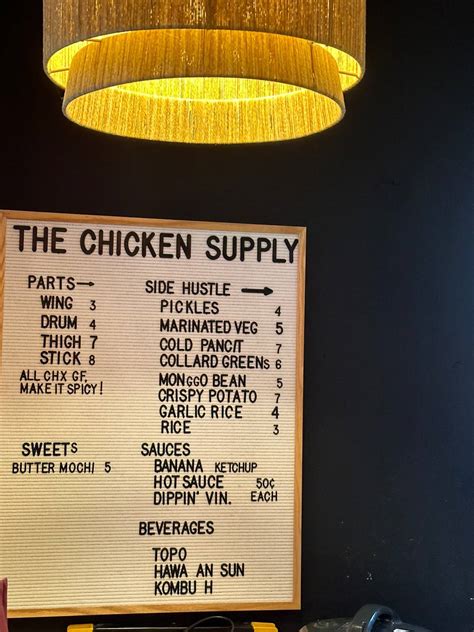 THE CHICKEN SUPPLY
PARTS→
WING 3
DRUM 4
THIGH 7
STICK 8
ALL CHX GF,
MAKE IT SPICY!
SIDE HUSTLE →
PICKLES 4
MARINATED VEG 5
COLD PANCIT 7
COLLARD GREENS 6
MONGGO BEAN 5
CRISPY POTATO 7
GARLIC RICE 4
RICE 3
SWEETS
BUTTER MOCHI 5
SAUCES
BANANA KETCHUP
HOT SAUCE 50¢
DIPPIN' VIN. EACH
BEVERAGES
TOPO
HAWA AN SUN
KOMBU H